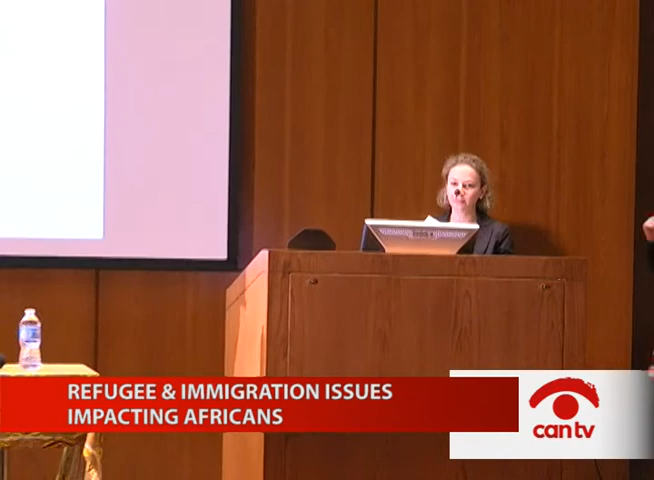 REFUGEE & IMMIGRATION ISSUES
IMPACTING AFRICANS
can tv